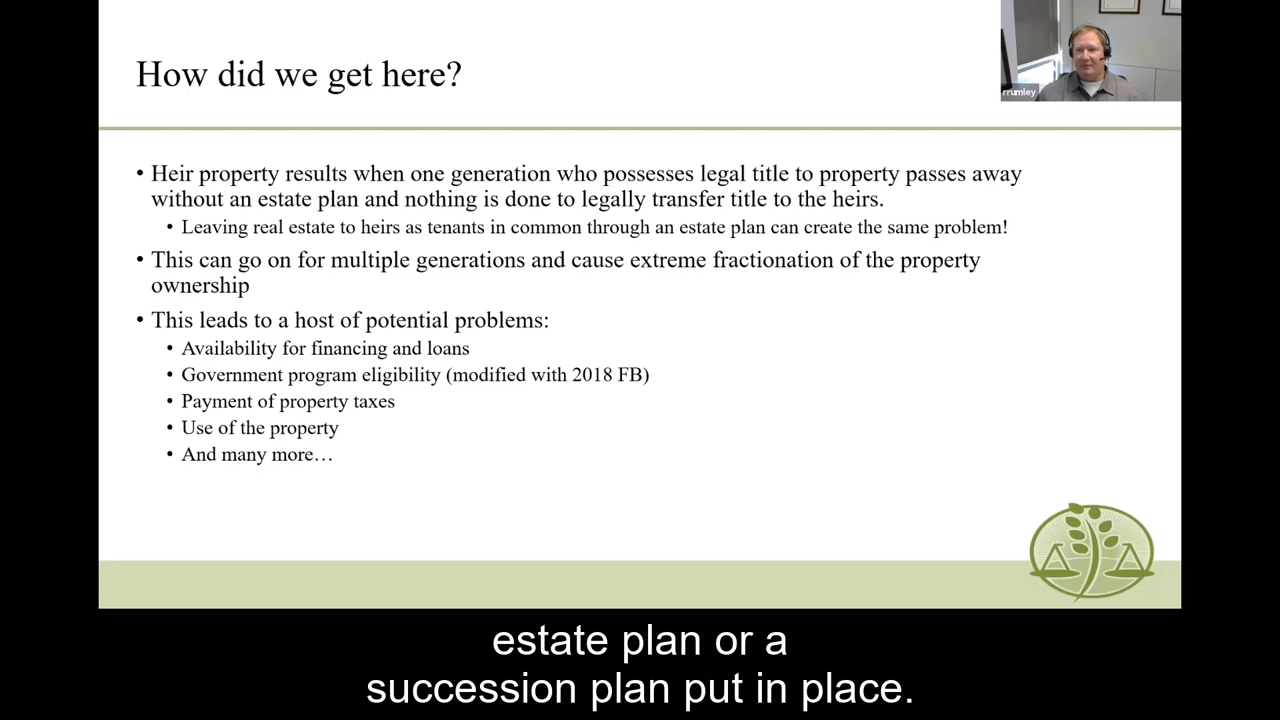 How did we get here?
rrumley
• Heir property results when one generation who possesses legal title to property passes away
without an estate plan and nothing is done to legally transfer title to the heirs.
• Leaving real estate to heirs as tenants in common through an estate plan can create the same problem!
• This can go on for multiple generations and cause extreme fractionation of the property
ownership
• This leads to a host of potential problems:
• Availability for financing and loans
• Government program eligibility (modified with 2018 FB)
• Payment of property taxes
• Use of the property
• And many more…
estate plan or a
succession plan put in place.